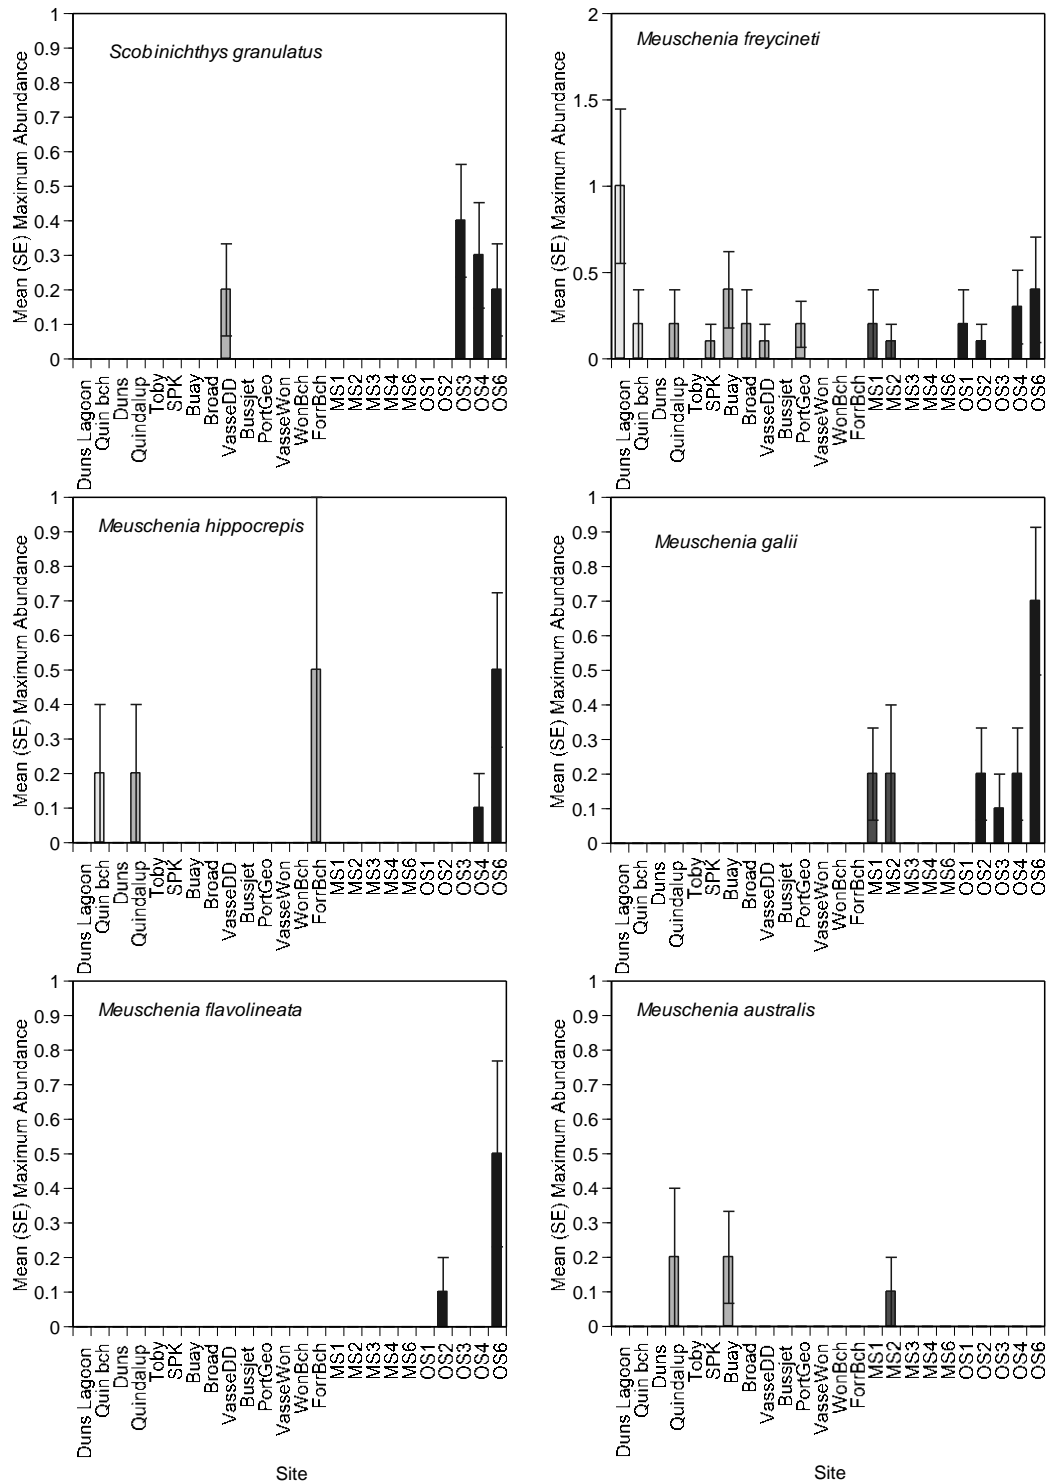 Scobinichthys granulatus
Mean (SE) Maximum Abundance
1
0.9
0.8
0.7
0.6
0.5
0.4
0.3
0.2
0.1
0
Duns Lagoon
Quin bch
Duns
Quindalup
Toby
SPK
Buay
Broad
VasseDD
Bussjet
PortGeo
VasseWon
WonBch
ForrBch
MS1
MS2
MS3
MS4
MS6
OS1
OS2
OS3
OS4
OS6
Meuschenia freycineti
Mean (SE) Maximum Abundance
2
1.5
1
0.5
0
Duns Lagoon
Quin bch
Duns
Quindalup
Toby
SPK
Buay
Broad
VasseDD
Bussjet
PortGeo
VasseWon
WonBch
ForrBch
MS1
MS2
MS3
MS4
MS6
OS1
OS2
OS3
OS4
OS6
Meuschenia hippocrepis
Mean (SE) Maximum Abundance
1
0.9
0.8
0.7
0.6
0.5
0.4
0.3
0.2
0.1
0
Duns Lagoon
Quin bch
Duns
Quindalup
Toby
SPK
Buay
Broad
VasseDD
Bussjet
PortGeo
VasseWon
WonBch
ForrBch
MS1
MS2
MS3
MS4
MS6
OS1
OS2
OS3
OS4
OS6
Meuschenia galii
Mean (SE) Maximum Abundance
1
0.9
0.8
0.7
0.6
0.5
0.4
0.3
0.2
0.1
0
Duns Lagoon
Quin bch
Duns
Quindalup
Toby
SPK
Buay
Broad
VasseDD
Bussjet
PortGeo
VasseWon
WonBch
ForrBch
MS1
MS2
MS3
MS4
MS6
OS1
OS2
OS3
OS4
OS6
Meuschenia flavolineata
Mean (SE) Maximum Abundance
1
0.9
0.8
0.7
0.6
0.5
0.4
0.3
0.2
0.1
0
Duns Lagoon
Quin bch
Duns
Quindalup
Toby
SPK
Buay
Broad
VasseDD
Bussjet
PortGeo
VasseWon
WonBch
ForrBch
MS1
MS2
MS3
MS4
MS6
OS1
OS2
OS3
OS4
OS6
Site
Meuschenia australis
Mean (SE) Maximum Abundance
1
0.9
0.8
0.7
0.6
0.5
0.4
0.3
0.2
0.1
0
Duns Lagoon
Quin bch
Duns
Quindalup
Toby
SPK
Buay
Broad
VasseDD
Bussjet
PortGeo
VasseWon
WonBch
ForrBch
MS1
MS2
MS3
MS4
MS6
OS1
OS2
OS3
OS4
OS6
Site